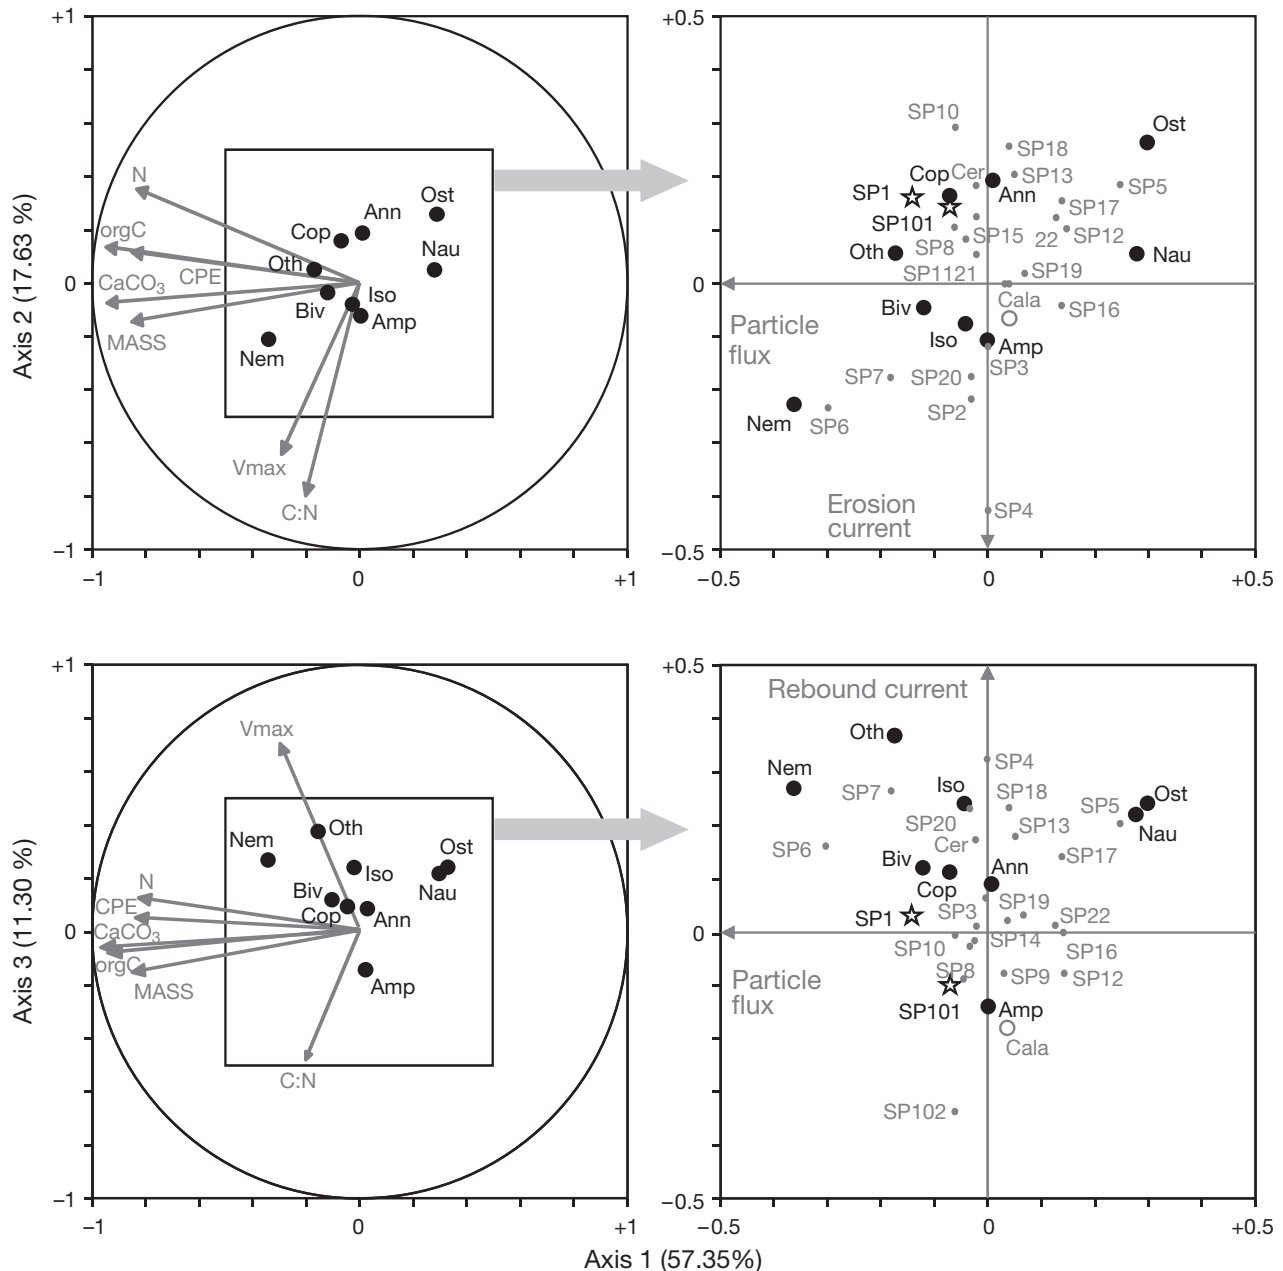 +1
+0.5
SP10
Ost
SP18
N
Cop
Cer
SP13
SP5
Ost
SP1
Ann
Ann
SP17
orgC
Cop
SP101
SP12
Nau
SP8
SP15
22
Oth
Oth
Nau
CPE
SP1121
SP19
Axis 2 (17.63 %)
0
0
CaCO3
Iso
Cala
SP16
Biv
Biv
Amp
Particle
flux
MASS
Iso
Amp
Nem
SP3
SP7
SP20
SP2
Nem
SP6
Vmax
Erosion
current
C:N
SP4
−1
−0.5
−1
0
+1
−0.5
0
+0.5
+1
+0.5
Rebound current
Vmax
Oth
SP4
Nem
Iso
SP18
SP7
SP5
Ost
Oth
SP20
SP13
Nau
Nem
Ost
SP6
Cer
SP17
Iso
Biv
Ann
N
Biv
Nau
Cop
SP19
CPE
Cop
Ann
SP1
SP3
SP22
Axis 3 (11.30 %)
0
CaCO3
0
SP10
SP14
SP16
orgC
SP8
SP9
SP12
MASS
Amp
Particle
flux
SP101
Amp
Cala
C:N
SP102
−1
−0.5
−1
0
+1
−0.5
0
+0.5
Axis 1 (57.35%)